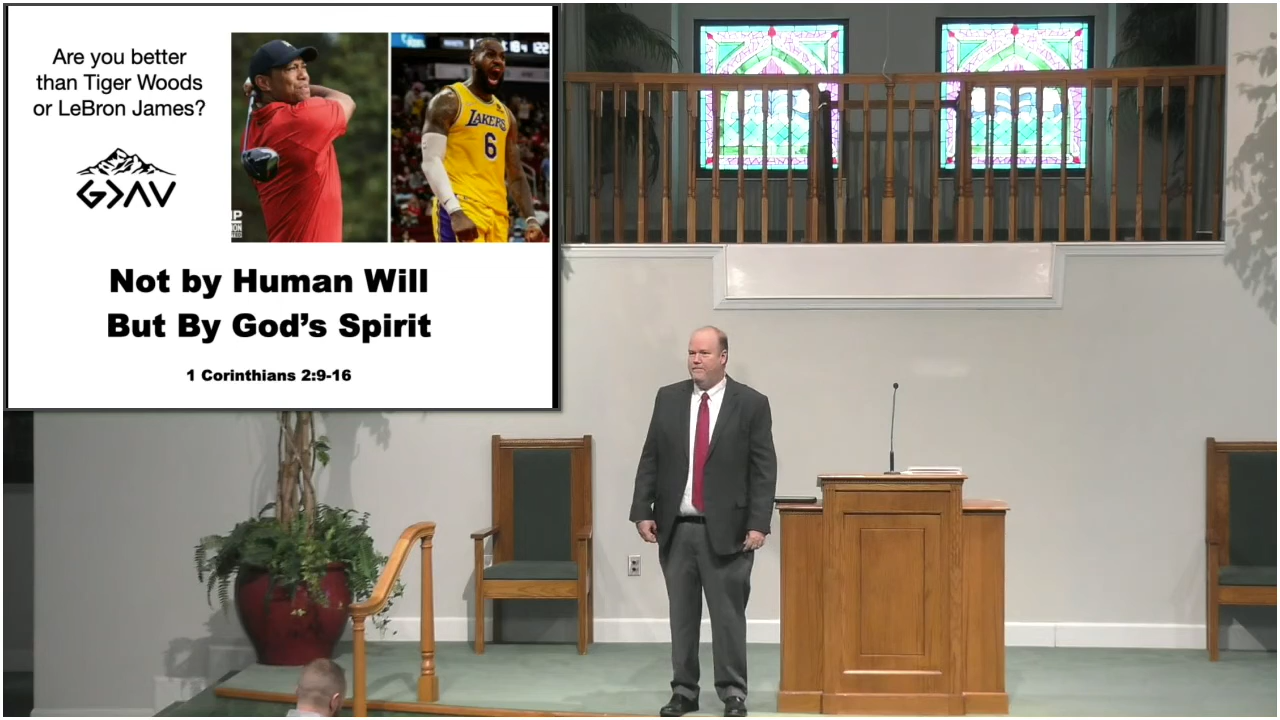 Are you better
than Tiger Woods
or LeBron James?
LAKERS
6
122
Not by Human Will
But By God's Spirit
1 Corinthians 2:9-16